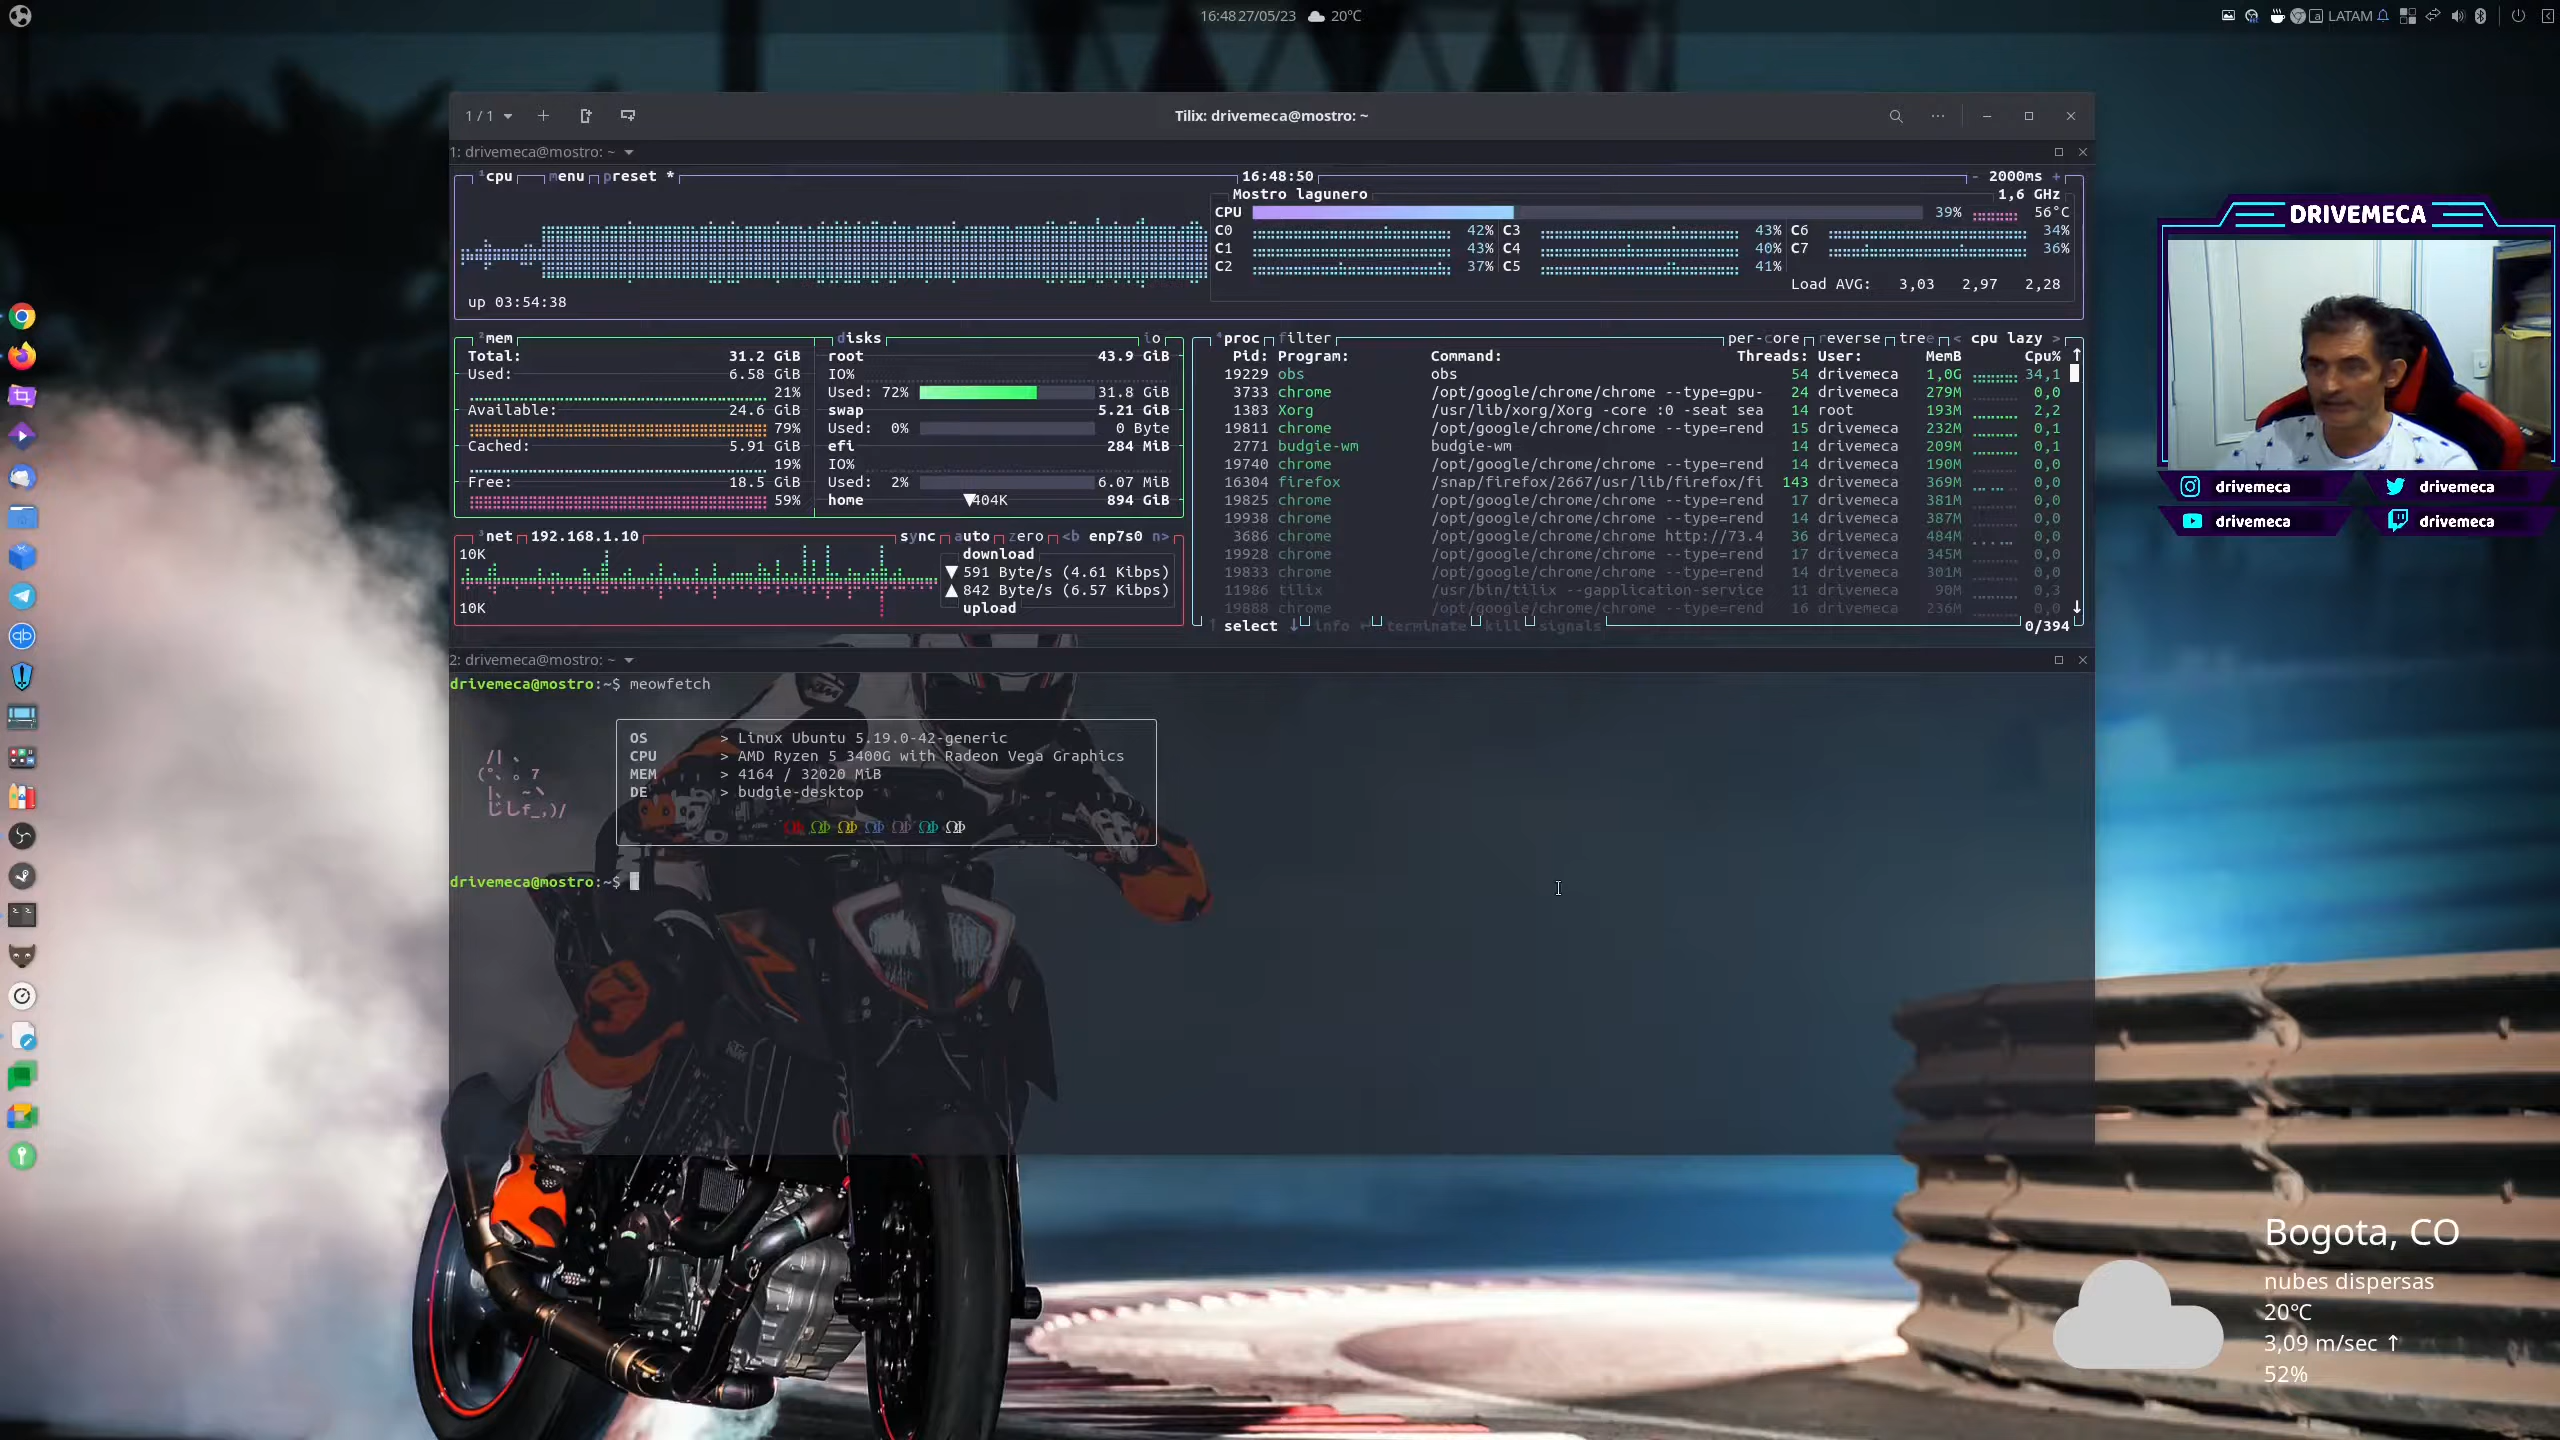 16:48 27/05/23 20°C
LATAM
1 / 1
Tilix: drivemeca@mostro: ~
1: drivemeca@mostro: ~
¹cpu menu preset * 16:48:50 - 2000ms +
Mostro lagunero 1,6 GHz
CPU 39% 56°C
C0 42% C3 43% C6 34%
C1 43% C4 40% C7 36%
C2 37% C5 41%
Load AVG: 3,03 2,97 2,28
up 03:54:38
²mem
Total: 31.2 GiB
Used: 6.58 GiB
21%
Available: 24.6 GiB
79%
Cached: 5.91 GiB
19%
Free: 18.5 GiB
59%
disks io
root 43.9 GiB
IO%
Used: 72% 31.8 GiB
swap 5.21 GiB
Used: 0% 0 Byte
efi 284 MiB
IO%
Used: 2% 6.07 MiB
home ▼404K 894 GiB
³net 192.168.1.10 sync auto zero <b enp7s0 n>
10K
download
▼ 591 Byte/s (4.61 Kibps)
▲ 842 Byte/s (6.57 Kibps)
10K
upload
⁴proc filter per-core reverse tree < cpu lazy >
Pid: Program: Command: Threads: User: MemB Cpu% ↑
19229 obs obs 54 drivemeca 1,0G 34,1
3733 chrome /opt/google/chrome/chrome --type=gpu- 24 drivemeca 279M 0,0
1383 Xorg /usr/lib/xorg/Xorg -core :0 -seat sea 14 root 193M 2,2
19811 chrome /opt/google/chrome/chrome --type=rend 15 drivemeca 232M 0,1
2771 budgie-wm budgie-wm 14 drivemeca 209M 0,1
19740 chrome /opt/google/chrome/chrome --type=rend 14 drivemeca 190M 0,0
16304 firefox /snap/firefox/2667/usr/lib/firefox/fi 143 drivemeca 369M 0,0
19825 chrome /opt/google/chrome/chrome --type=rend 17 drivemeca 381M 0,0
19938 chrome /opt/google/chrome/chrome --type=rend 14 drivemeca 387M 0,0
3686 chrome /opt/google/chrome/chrome http://73.4 36 drivemeca 484M 0,0
19928 chrome /opt/google/chrome/chrome --type=rend 17 drivemeca 345M 0,0
19833 chrome /opt/google/chrome/chrome --type=rend 14 drivemeca 301M 0,0
11986 tilix /usr/bin/tilix --gapplication-service 11 drivemeca 90M 0,3
19888 chrome /opt/google/chrome/chrome --type=rend 16 drivemeca 236M 0,0 ↓
↑ select ↓ info ↵ terminate kill signals 0/394
2: drivemeca@mostro: ~
drivemeca@mostro:~$ meowfetch
OS > Linux Ubuntu 5.19.0-42-generic
CPU > AMD Ryzen 5 3400G with Radeon Vega Graphics
MEM > 4164 / 32020 MiB
DE > budgie-desktop
drivemeca@mostro:~$
DRIVEMECA
drivemeca drivemeca
drivemeca drivemeca
Bogota, CO
nubes dispersas
20°C
3,09 m/sec ↑
52%